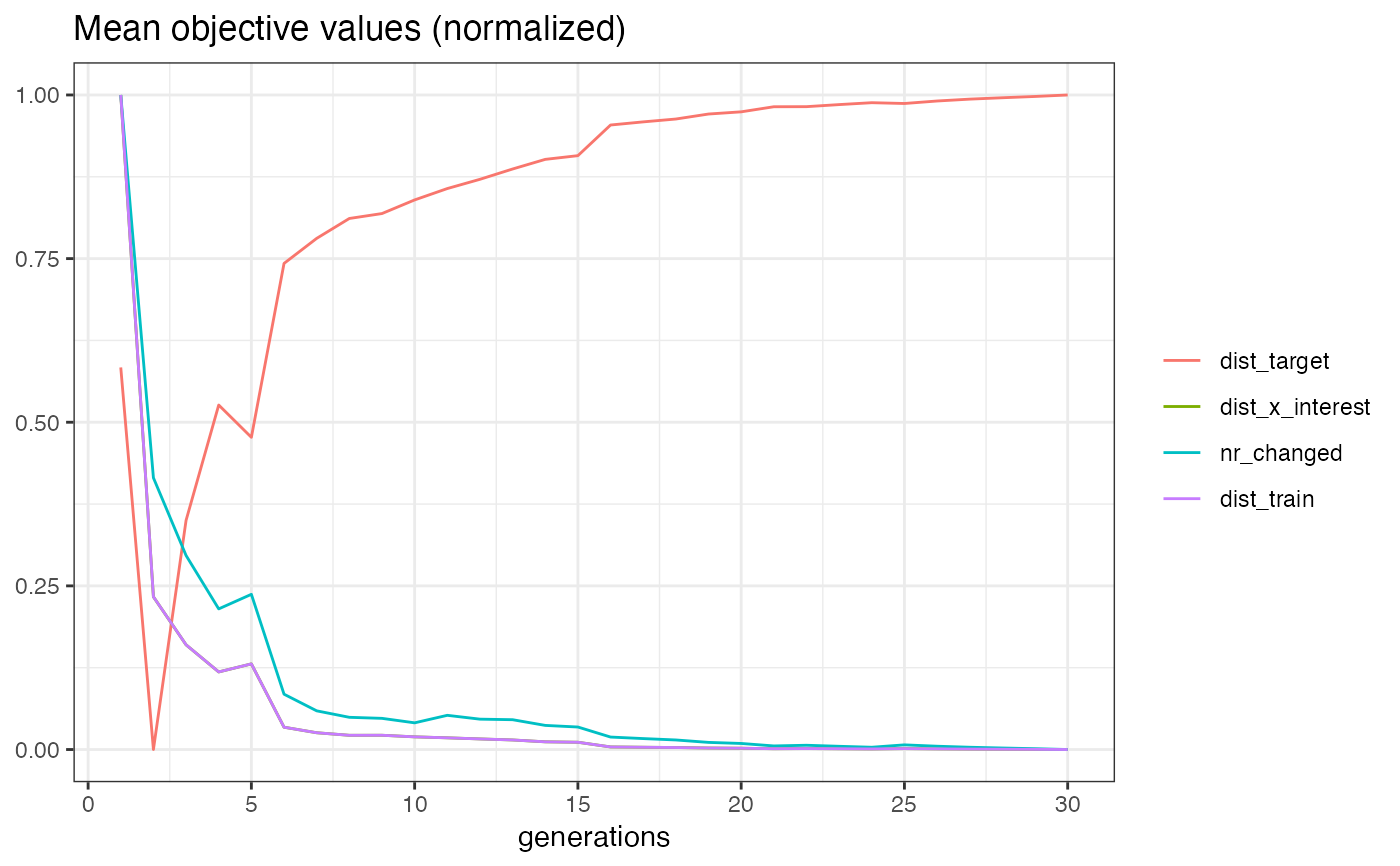 Mean objective values (normalized)
1.00
0.75
0.50
0.25
0.00
0 5 10 15 20 25 30
generations
dist_target
dist_x_interest
nr_changed
dist_train